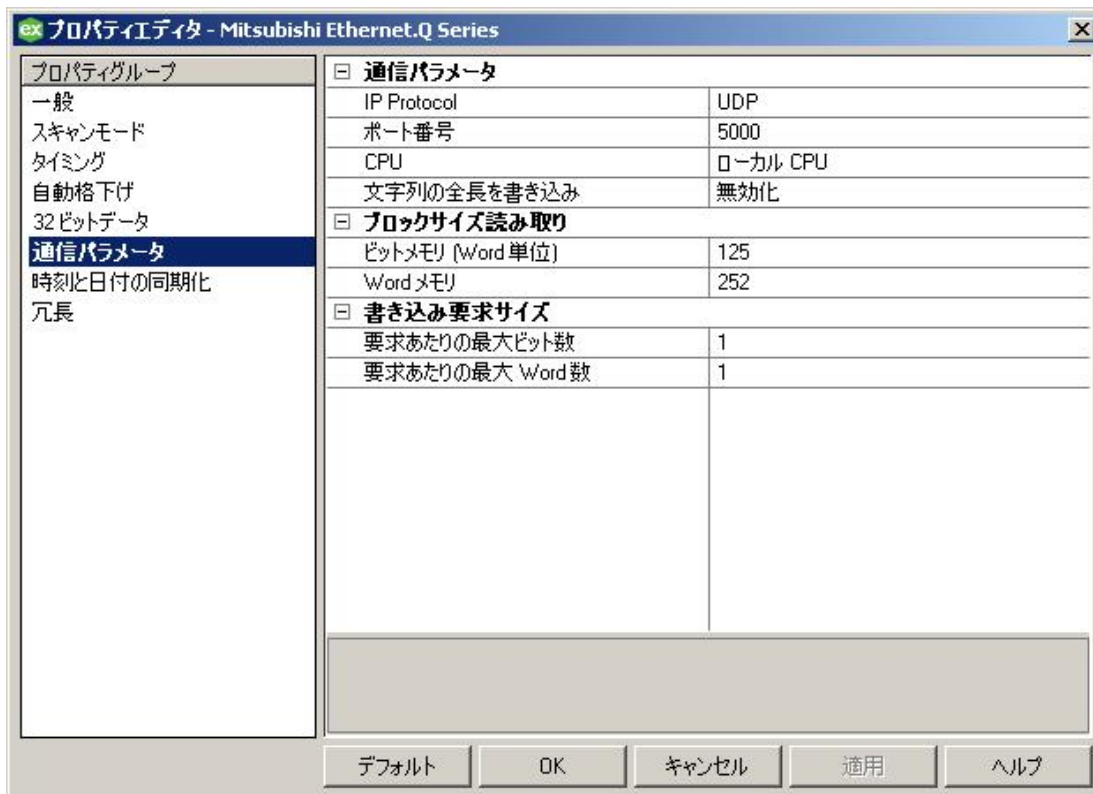 ex プロパティエディタ - Mitsubishi Ethernet.Q Series
プロパティグループ
一般
スキャンモード
タイミング
自動格下げ
32 ビットデータ
通信パラメータ
時刻と日付の同期化
冗長
通信パラメータ
IP Protocol UDP
ポート番号 5000
CPU ローカル CPU
文字列の全長を書き込み 無効化
ブロックサイズ読み取り
ビットメモリ (Word 単位) 125
Word メモリ 252
書き込み要求サイズ
要求あたりの最大ビット数 1
要求あたりの最大 Word 数 1
デフォルト OK キャンセル 適用 ヘルプ